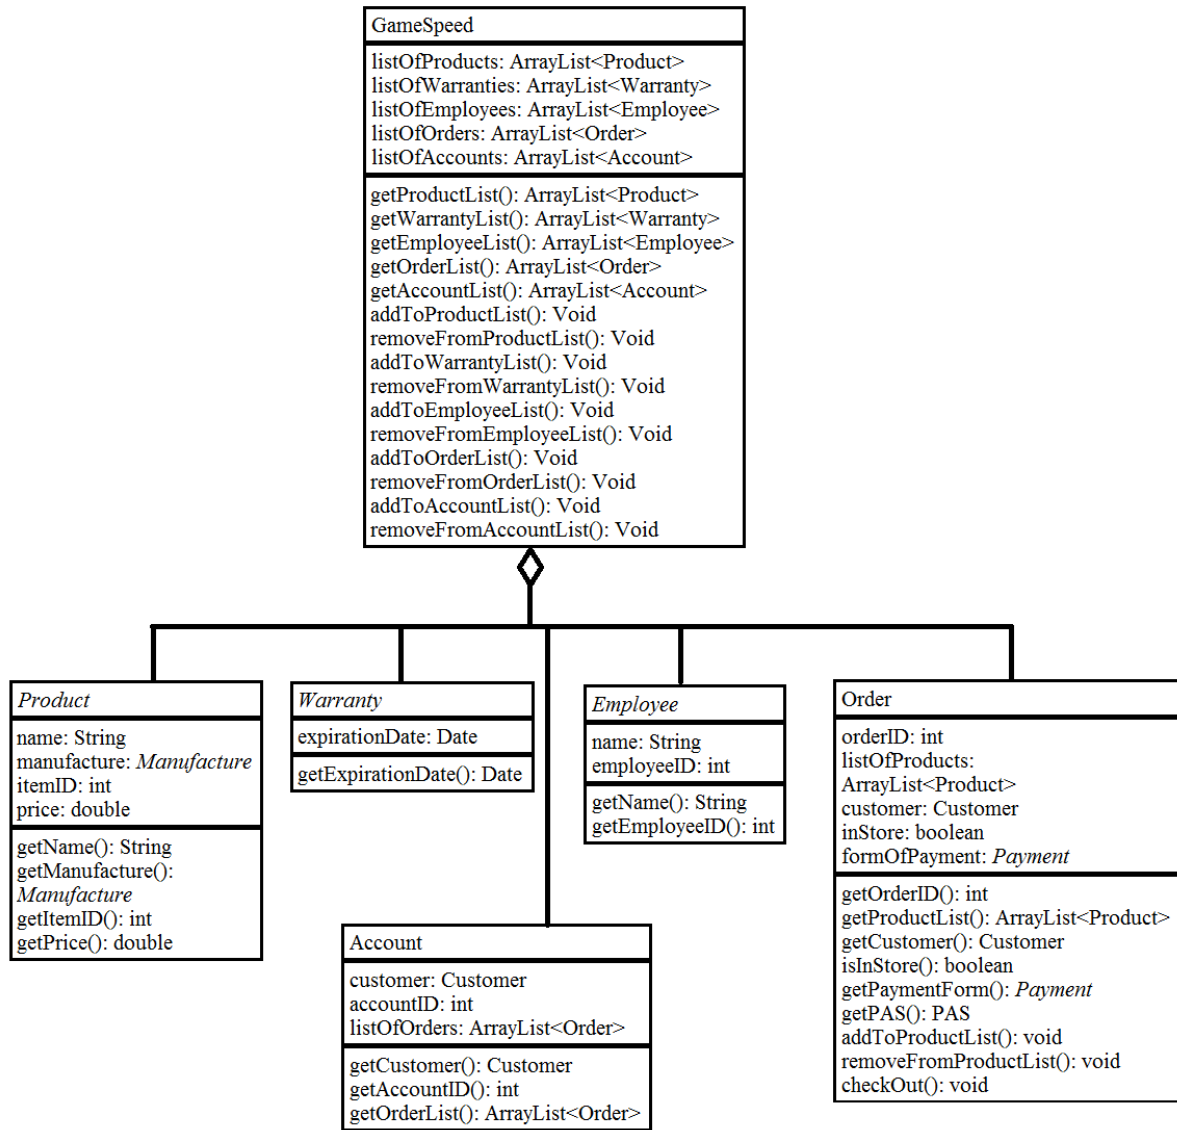 GameSpeed
listOfProducts: ArrayList<Product>
listOfWarranties: ArrayList<Warranty>
listOfEmployees: ArrayList<Employee>
listOfOrders: ArrayList<Order>
listOfAccounts: ArrayList<Account>
getProductList(): ArrayList<Product>
getWarrantyList(): ArrayList<Warranty>
getEmployeeList(): ArrayList<Employee>
getOrderList(): ArrayList<Order>
getAccountList(): ArrayList<Account>
addToProductList(): Void
removeFromProductList(): Void
addToWarrantyList(): Void
removeFromWarrantyList(): Void
addToEmployeeList(): Void
removeFromEmployeeList(): Void
addToOrderList(): Void
removeFromOrderList(): Void
addToAccountList(): Void
removeFromAccountList(): Void
Product
name: String
manufacture: Manufacture
itemID: int
price: double
getName(): String
getManufacture():
Manufacture
getItemID(): int
getPrice(): double
Warranty
expirationDate: Date
getExpirationDate(): Date
Account
customer: Customer
accountID: int
listOfOrders: ArrayList<Order>
getCustomer(): Customer
getAccountID(): int
getOrderList(): ArrayList<Order>
Employee
name: String
employeeID: int
getName(): String
getEmployeeID(): int
Order
orderID: int
listOfProducts:
ArrayList<Product>
customer: Customer
inStore: boolean
formOfPayment: Payment
getOrderID(): int
getProductList(): ArrayList<Product>
getCustomer(): Customer
isInStore(): boolean
getPaymentForm(): Payment
getPAS(): PAS
addToProductList(): void
removeFromProductList(): void
checkOut(): void